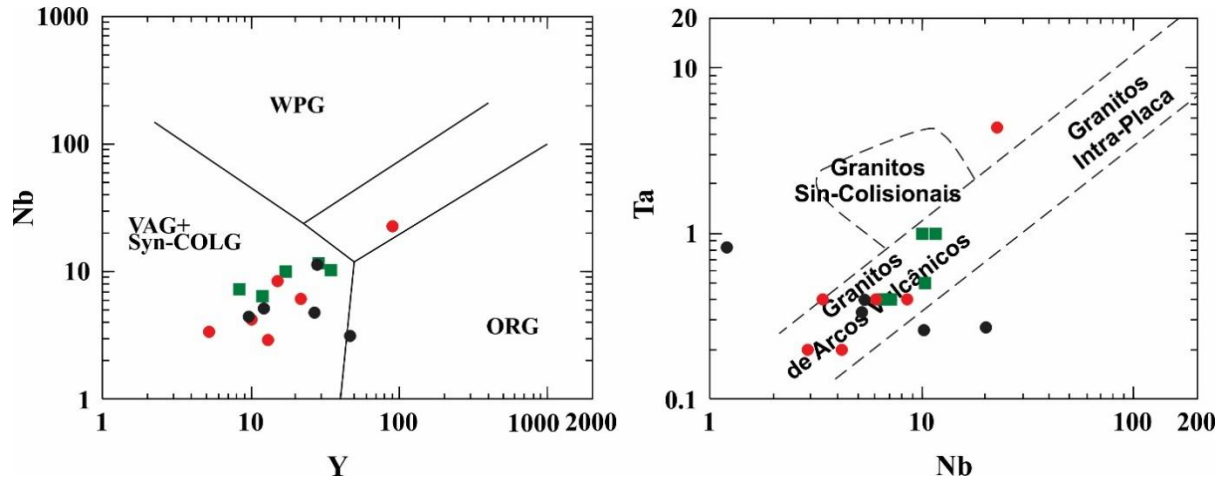 Nb
1000
100
10
1
1
10
100
1000
2000
Y
WPG
VAG+
Syn-COLG
ORG
Ta
20
10
1
0.1
1
10
100
200
Nb
Granitos
Sin-Colisionais
Granitos
Intra-Placa
Granitos
de Arcos Vulcânicos